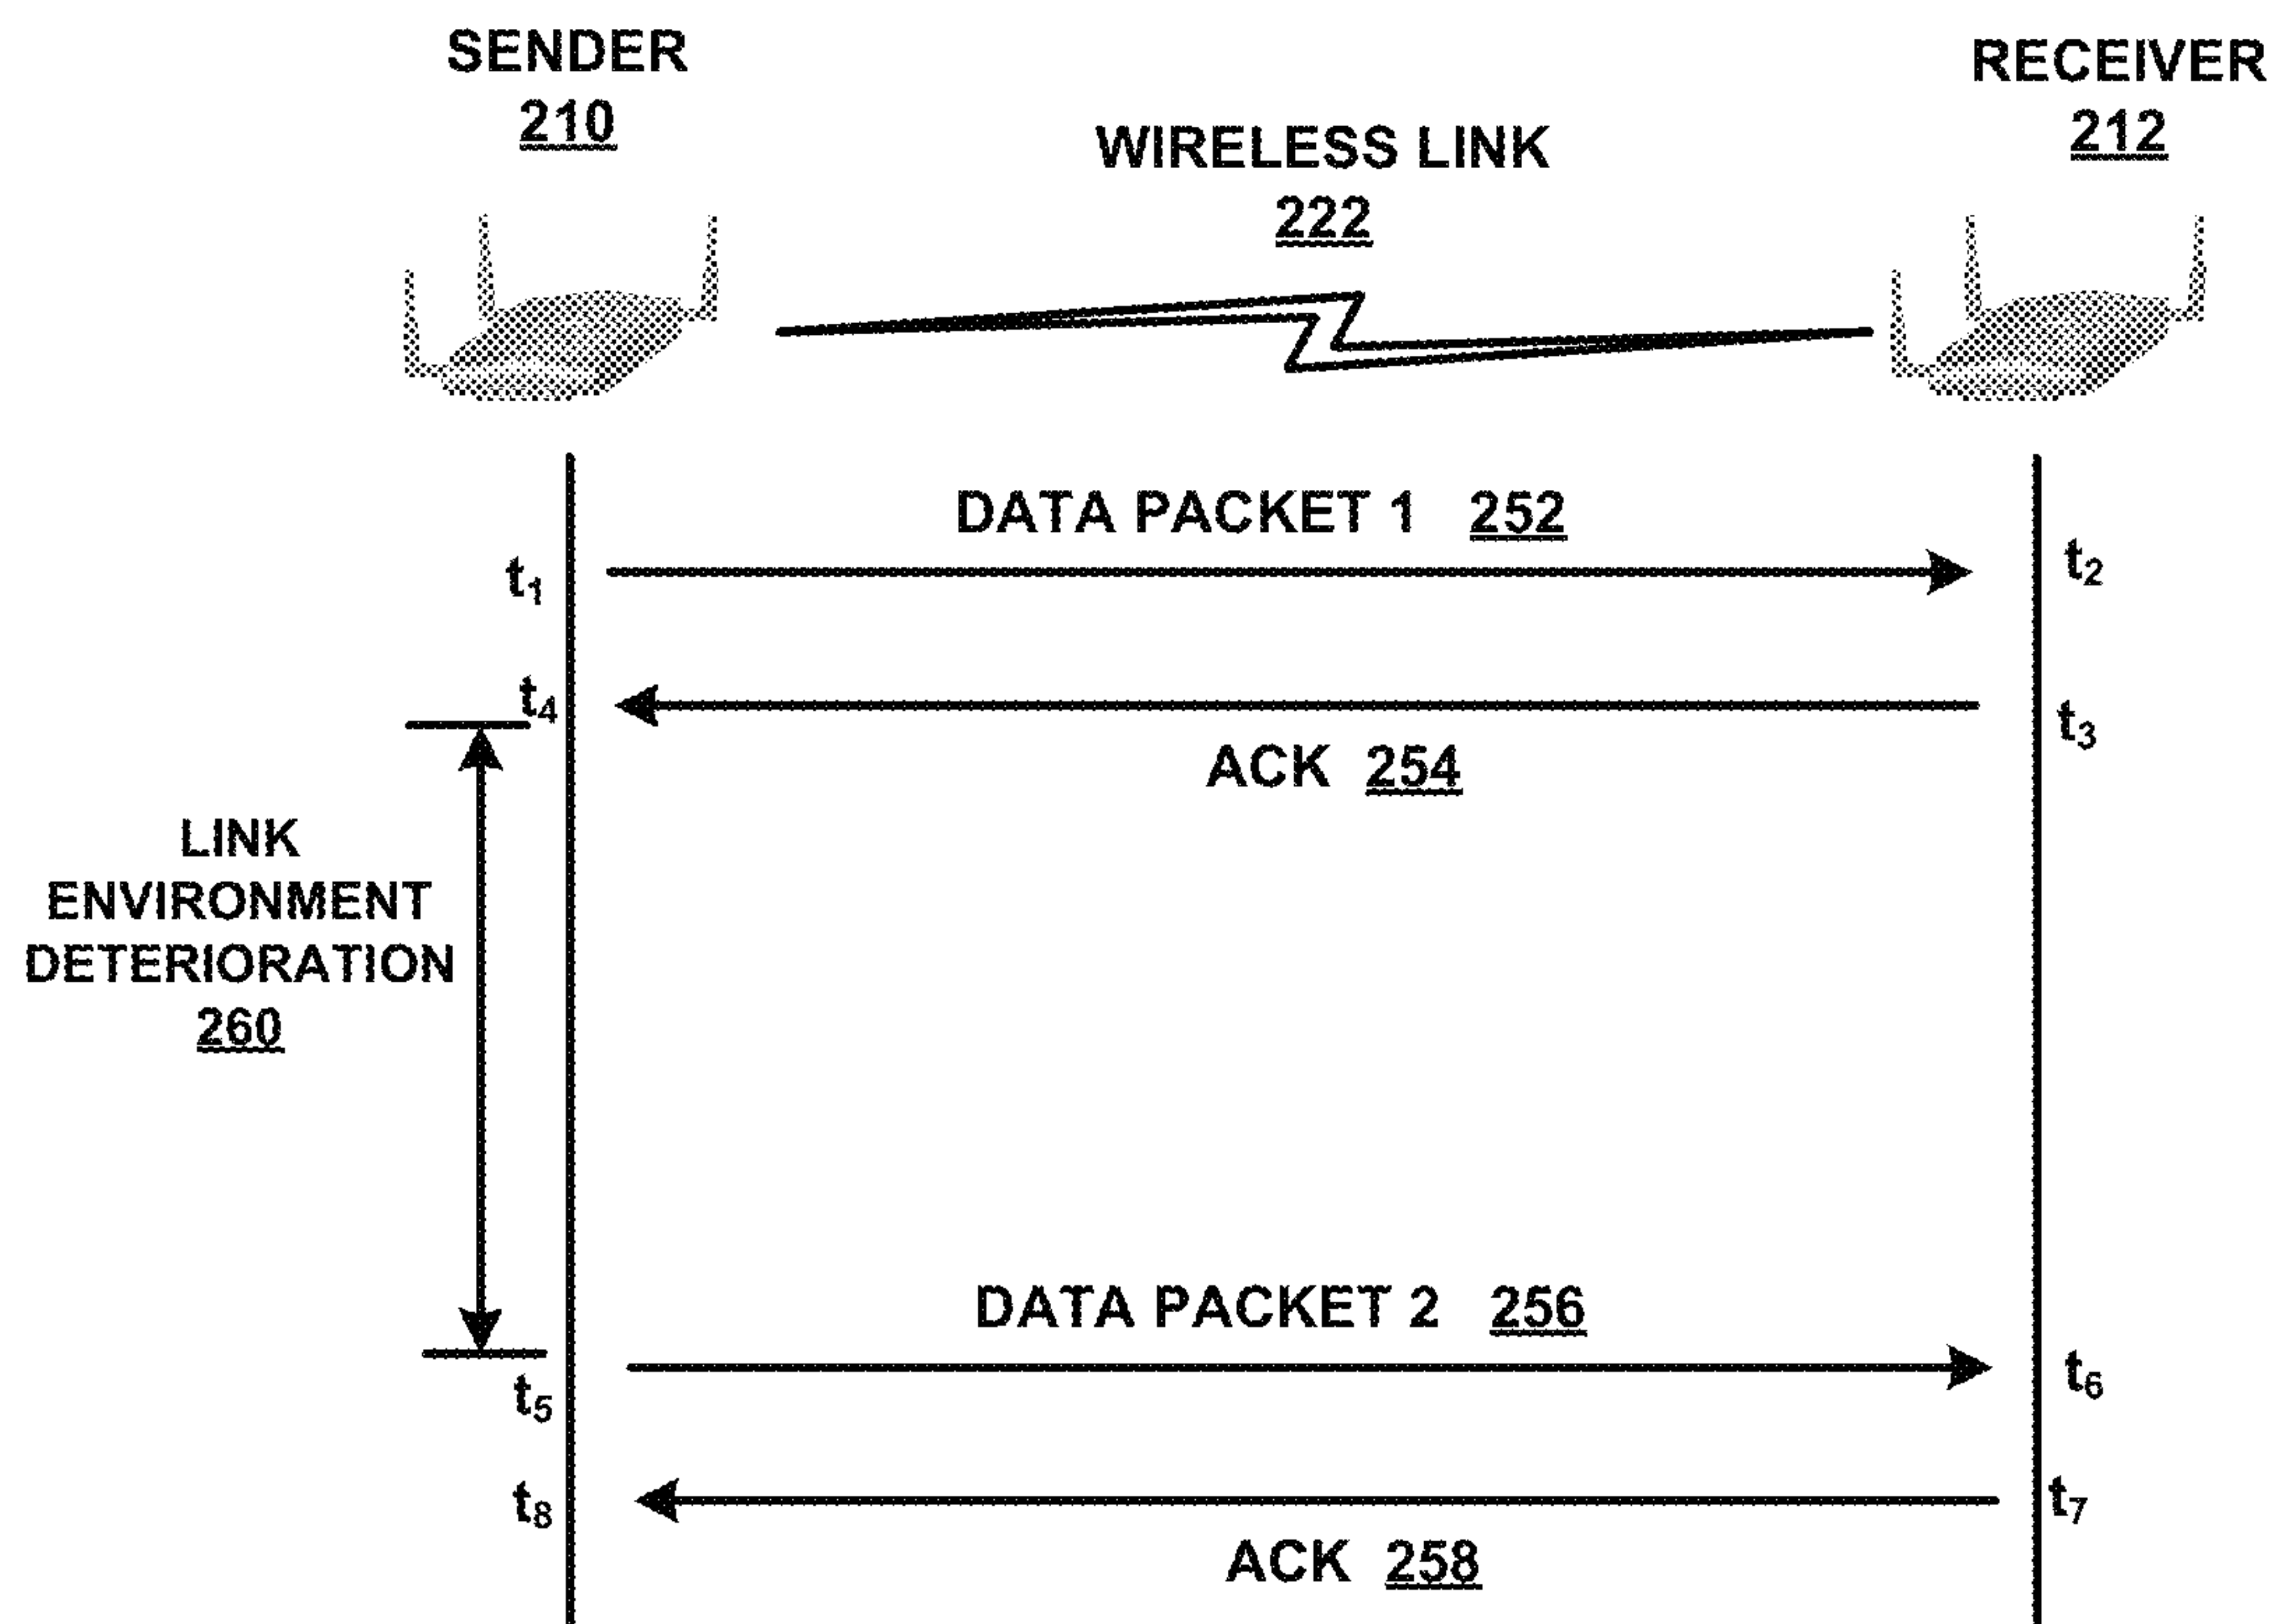 SENDER
210
RECEIVER
212
WIRELESS LINK
222
DATA PACKET 1 252
t1
t2
t4
t3
ACK 254
LINK
ENVIRONMENT
DETERIORATION
260
DATA PACKET 2 256
t5
t6
t8
t7
ACK 258